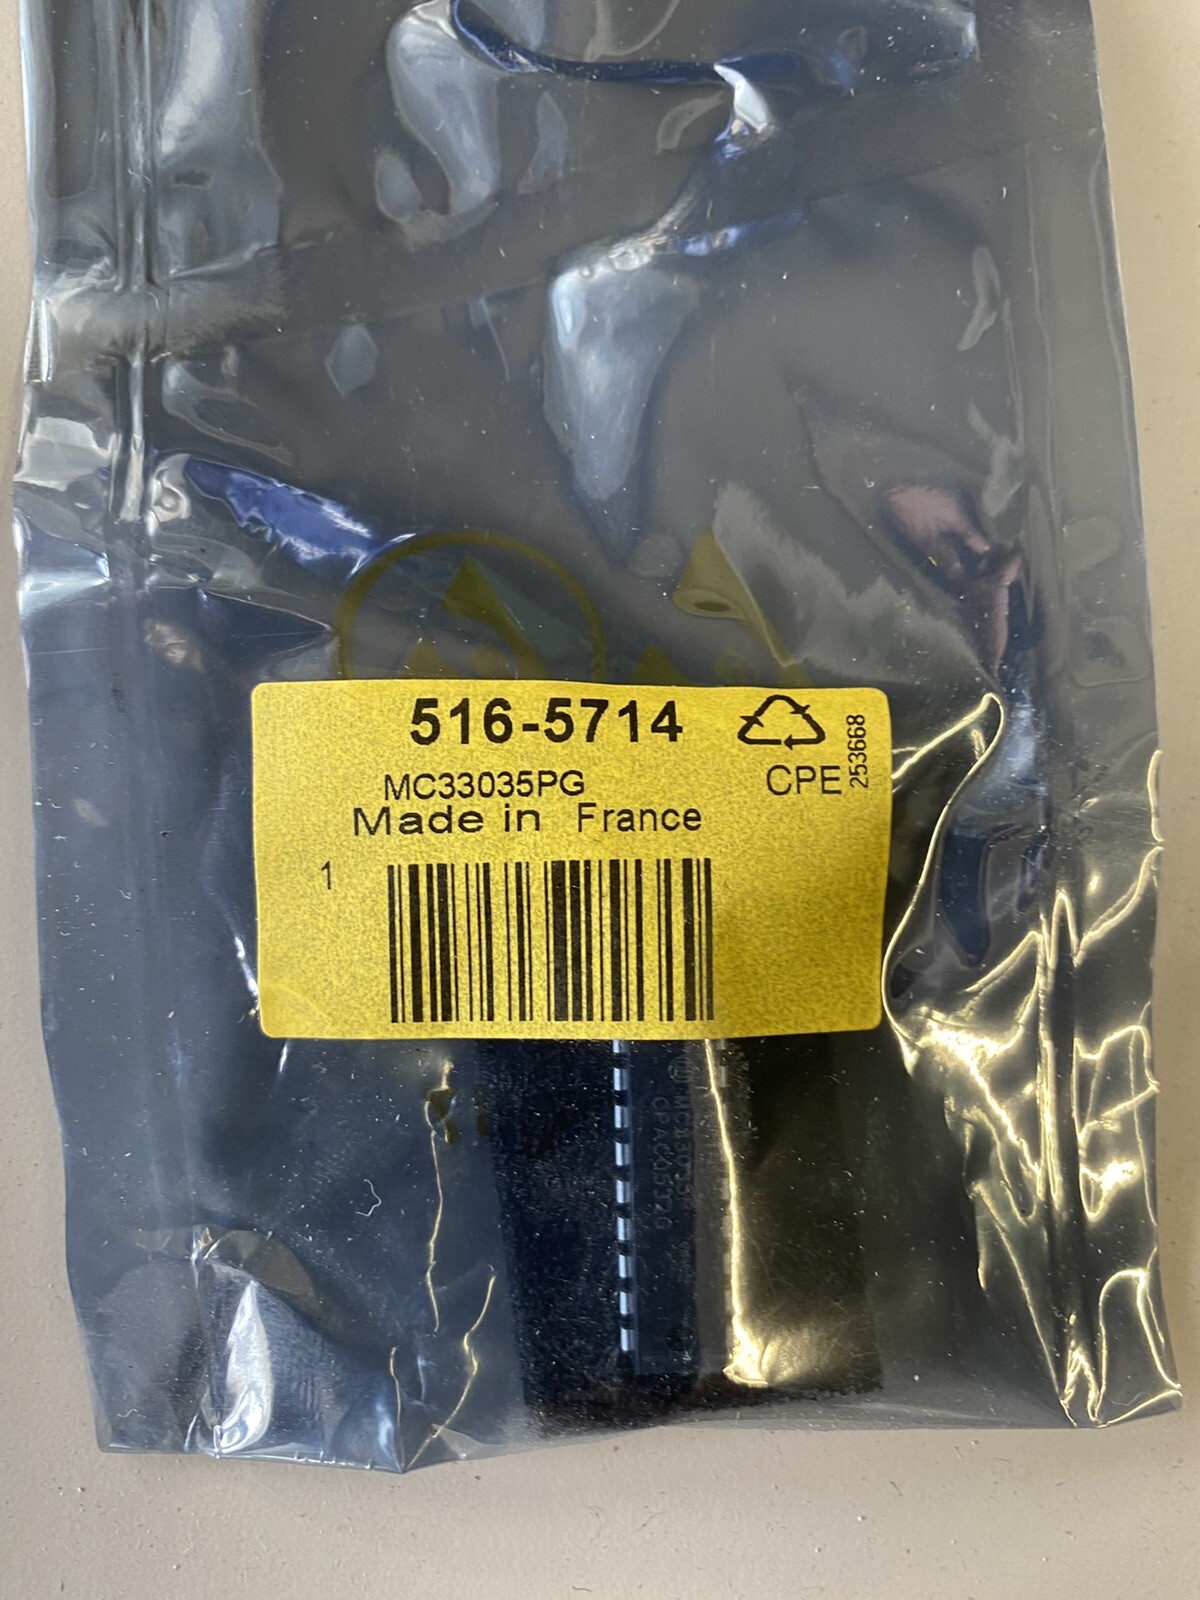 516-5714
253668
MC33035PG
CPE
Made in France
1